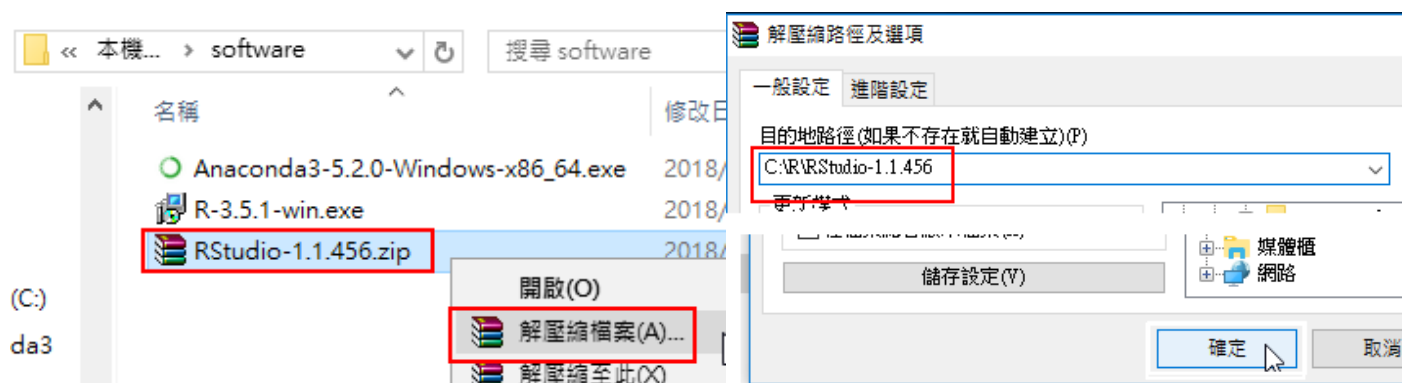 « 本機... › software
搜尋 software
名稱
修改日
Anaconda3-5.2.0-Windows-x86_64.exe 2018/
R-3.5.1-win.exe 2018/
RStudio-1.1.456.zip 2018/
開啟(O)
解壓縮檔案(A)...
解壓縮至此(X)
(C:)
da3
解壓縮路徑及選項
一般設定 進階設定
目的地路徑(如果不存在就自動建立)(P)
C:\R\RStudio-1.1.456
更新模式
媒體櫃
網路
儲存設定(V)
確定 取消